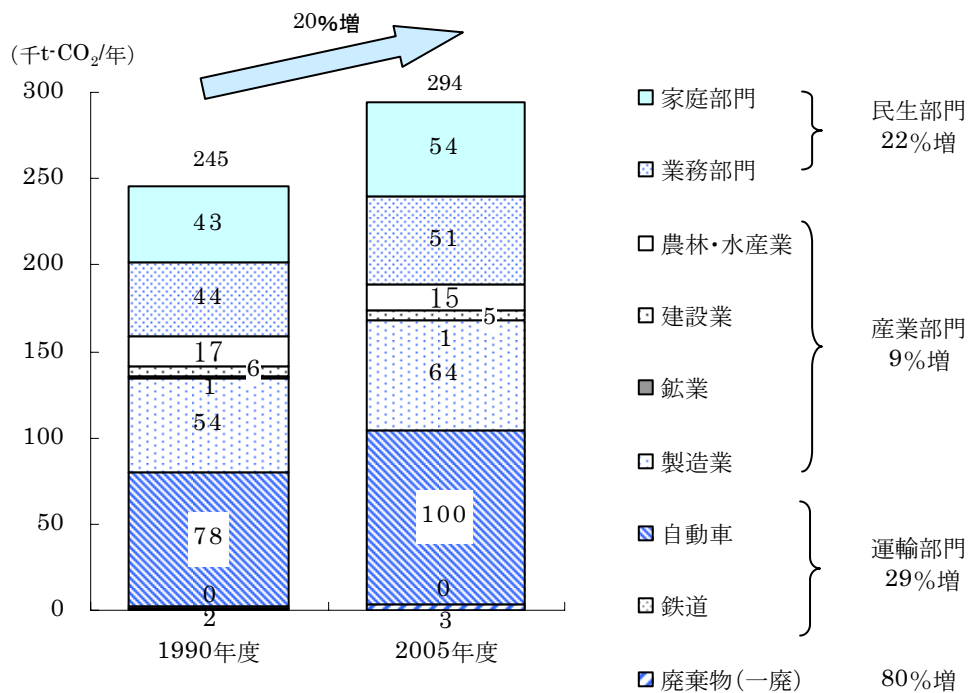 20%増
(千t-CO₂/年)
300
250
200
150
100
50
0
245
43
44
17
6
1
54
78
0
2
1990年度
294
54
51
15
5
1
64
100
0
3
2005年度
家庭部門
業務部門
民生部門
22%増
農林・水産業
建設業
鉱業
製造業
産業部門
9%増
自動車
鉄道
運輸部門
29%増
廃棄物(一廃)
80%増